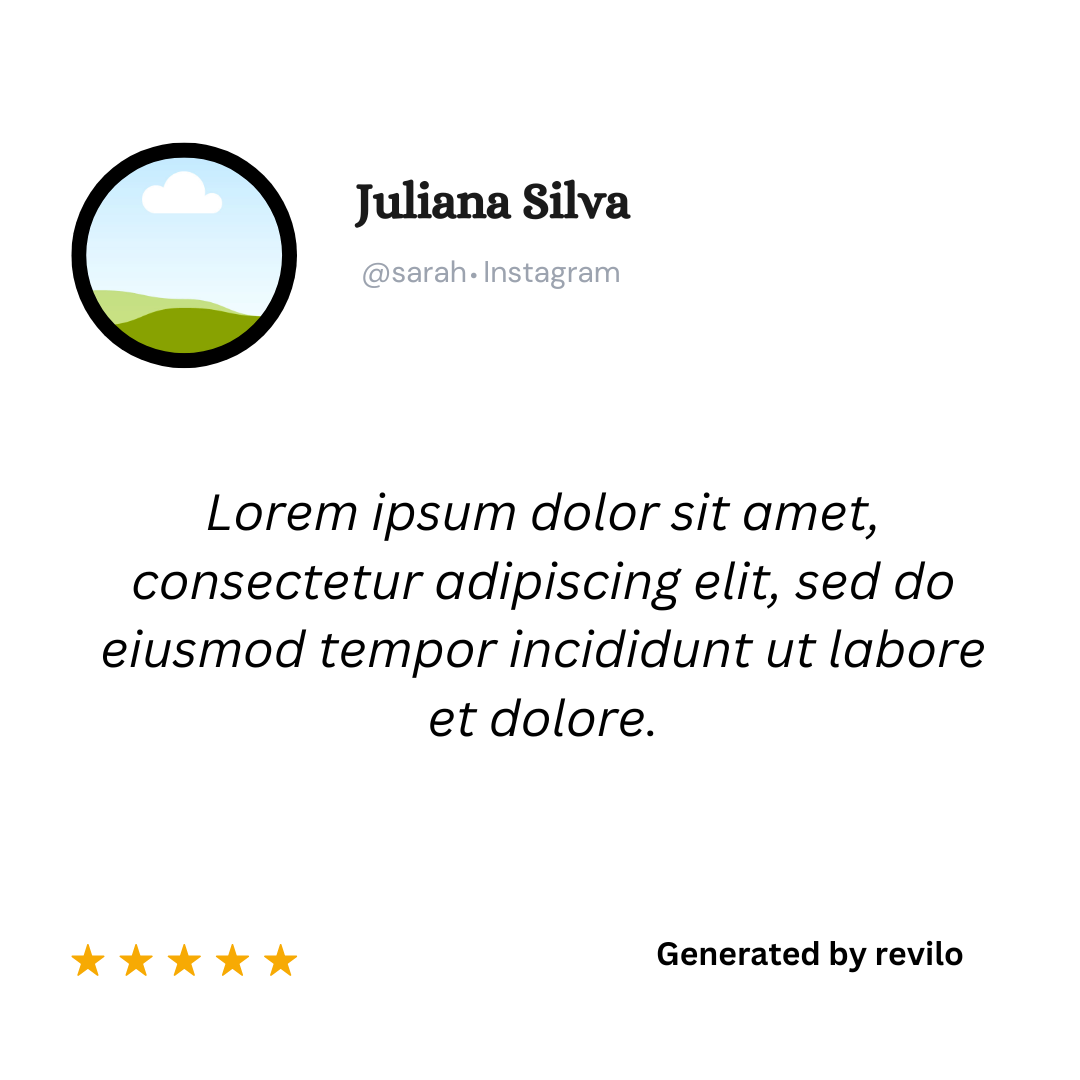 Juliana Silva
@sarah • Instagram
Lorem ipsum dolor sit amet,
consectetur adipiscing elit, sed do
eiusmod tempor incididunt ut labore
et dolore.
Generated by revilo